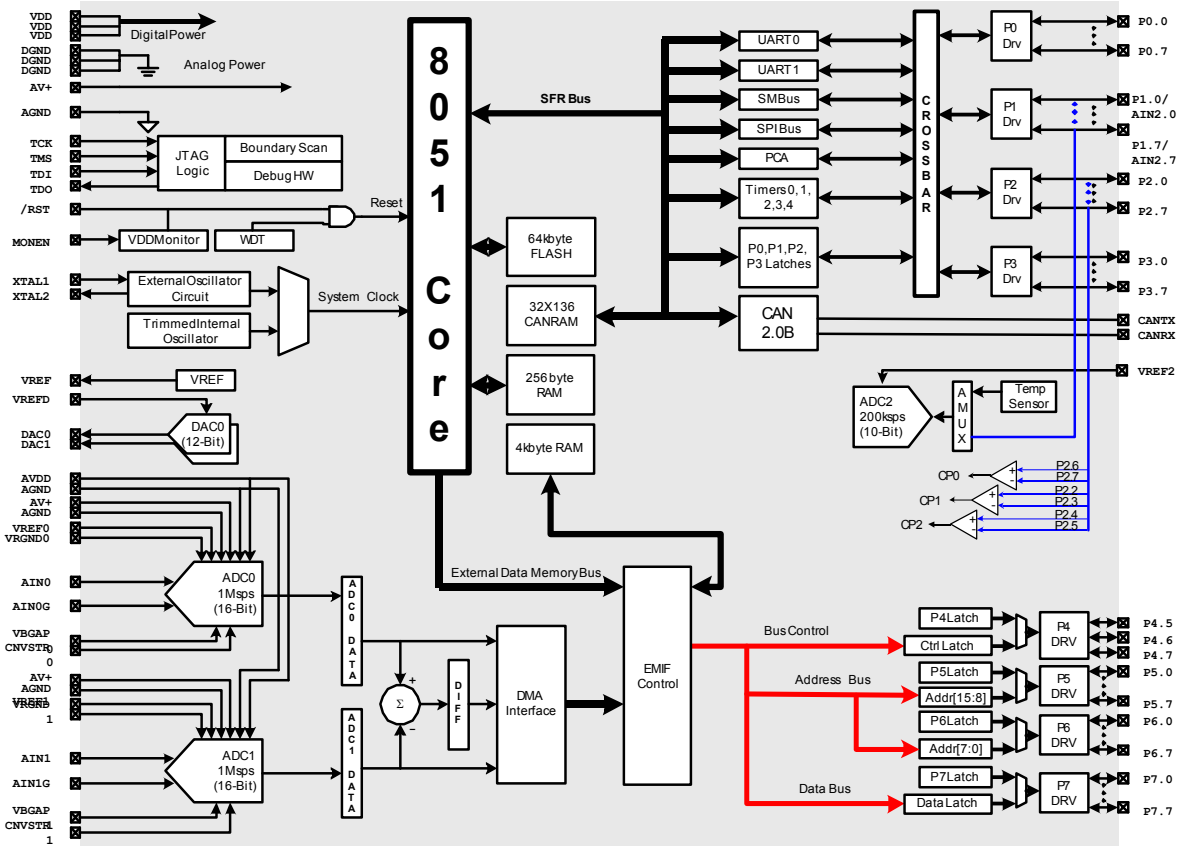 VDD
VDD
VDD
Digital Power
DGND
DGND
DGND
Analog Power
AV+
AGND
TCK
TMS
TDI
TDO
JTAG Logic
Boundary Scan
Debug HW
/RST
Reset
MONEN
VDD Monitor
WDT
XTAL1
XTAL2
External Oscillator Circuit
Trimmed Internal Oscillator
System Clock
VREF
VREF
VREFD
DAC0
DAC1
DAC0 (12-Bit)
AVDD
AGND
AV+
AGND
VREF0
VRGND0
AIN0
AIN0G
VBGAP
0
CNVSTR
0
ADC0
1Msps
(16-Bit)
AV+
AGND
VREF1
VRGND
1
AIN1
AIN1G
VBGAP
1
CNVSTR
1
ADC1
1Msps
(16-Bit)
ADC0 DATA
ADC1 DATA
+
Σ
−
DIFF
DMA Interface
8051 Core
SFR Bus
64kbyte FLASH
32X136 CANRAM
256 byte RAM
4kbyte RAM
External Data Memory Bus
EMIF Control
UART0
UART1
SMBus
SPI Bus
PCA
Timers 0, 1, 2,3,4
P0,P1,P2, P3 Latches
CAN 2.0B
CROSSBAR
P0 Drv
P1 Drv
P2 Drv
P3 Drv
P0.0
P0.7
P1.0/
AIN2.0
P1.7/
AIN2.7
P2.0
P2.7
P3.0
P3.7
CANTX
CANRX
VREF2
ADC2
200ksps
(10-Bit)
AMUX
Temp Sensor
CP0
+
-
P2.6
P2.7
CP1
+
-
P2.2
P2.3
CP2
+
-
P2.4
P2.5
Bus Control
Address Bus
Data Bus
P4 Latch
Ctrl Latch
P5 Latch
Addr[15:8]
P6 Latch
Addr[7:0]
P7 Latch
Data Latch
P4 DRV
P5 DRV
P6 DRV
P7 DRV
P4.5
P4.6
P4.7
P5.0
P5.7
P6.0
P6.7
P7.0
P7.7